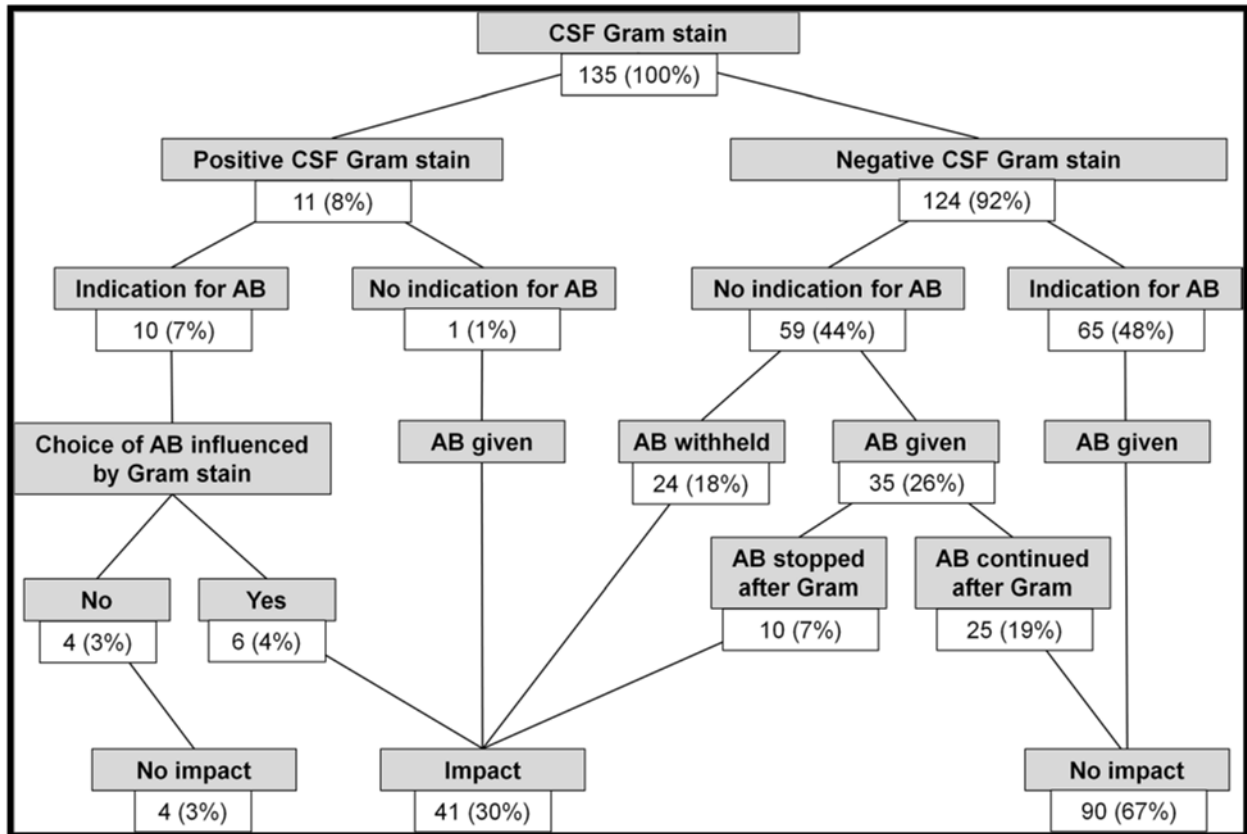 CSF Gram stain
135 (100%)
Positive CSF Gram stain
Negative CSF Gram stain
11 (8%)
124 (92%)
Indication for AB
No indication for AB
No indication for AB
Indication for AB
10 (7%)
1 (1%)
59 (44%)
65 (48%)
Choice of AB influenced
by Gram stain
AB given
AB withheld
AB given
AB given
24 (18%)
35 (26%)
AB stopped
after Gram
AB continued
after Gram
No
Yes
4 (3%)
6 (4%)
10 (7%)
25 (19%)
No impact
Impact
No impact
4 (3%)
41 (30%)
90 (67%)